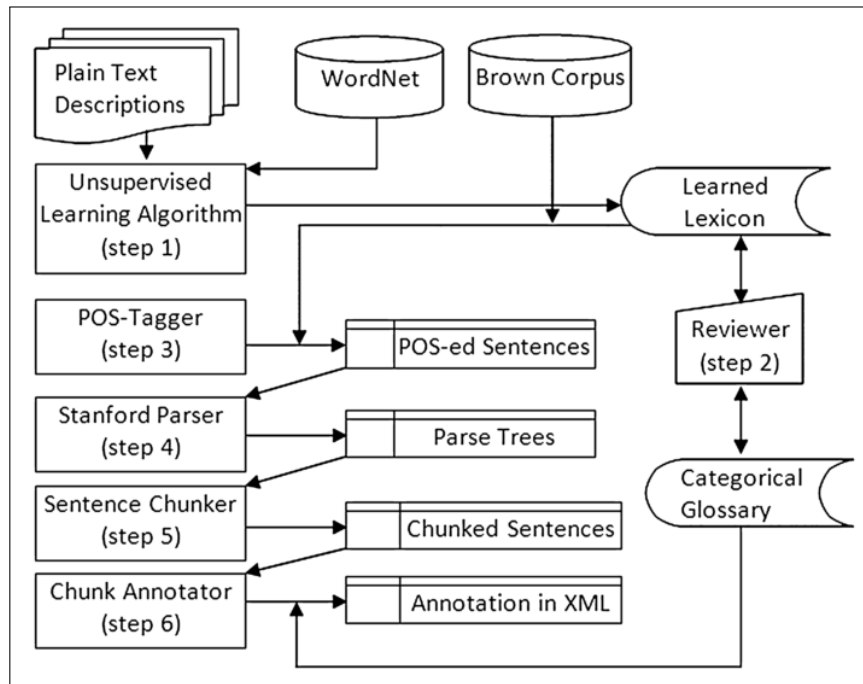 Plain Text
Descriptions
WordNet
Brown Corpus
Unsupervised
Learning Algorithm
(step 1)
Learned
Lexicon
POS-Tagger
(step 3)
POS-ed Sentences
Reviewer
(step 2)
Stanford Parser
(step 4)
Parse Trees
Sentence Chunker
(step 5)
Chunked Sentences
Categorical
Glossary
Chunk Annotator
(step 6)
Annotation in XML